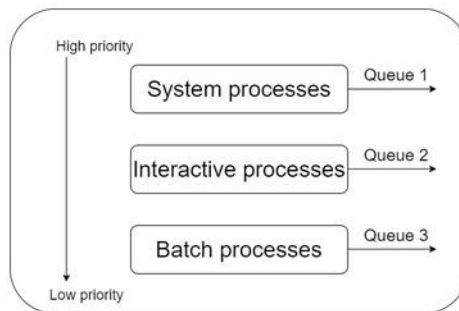 High priority
System processes
Queue 1
Interactive processes
Queue 2
Batch processes
Queue 3
Low priority